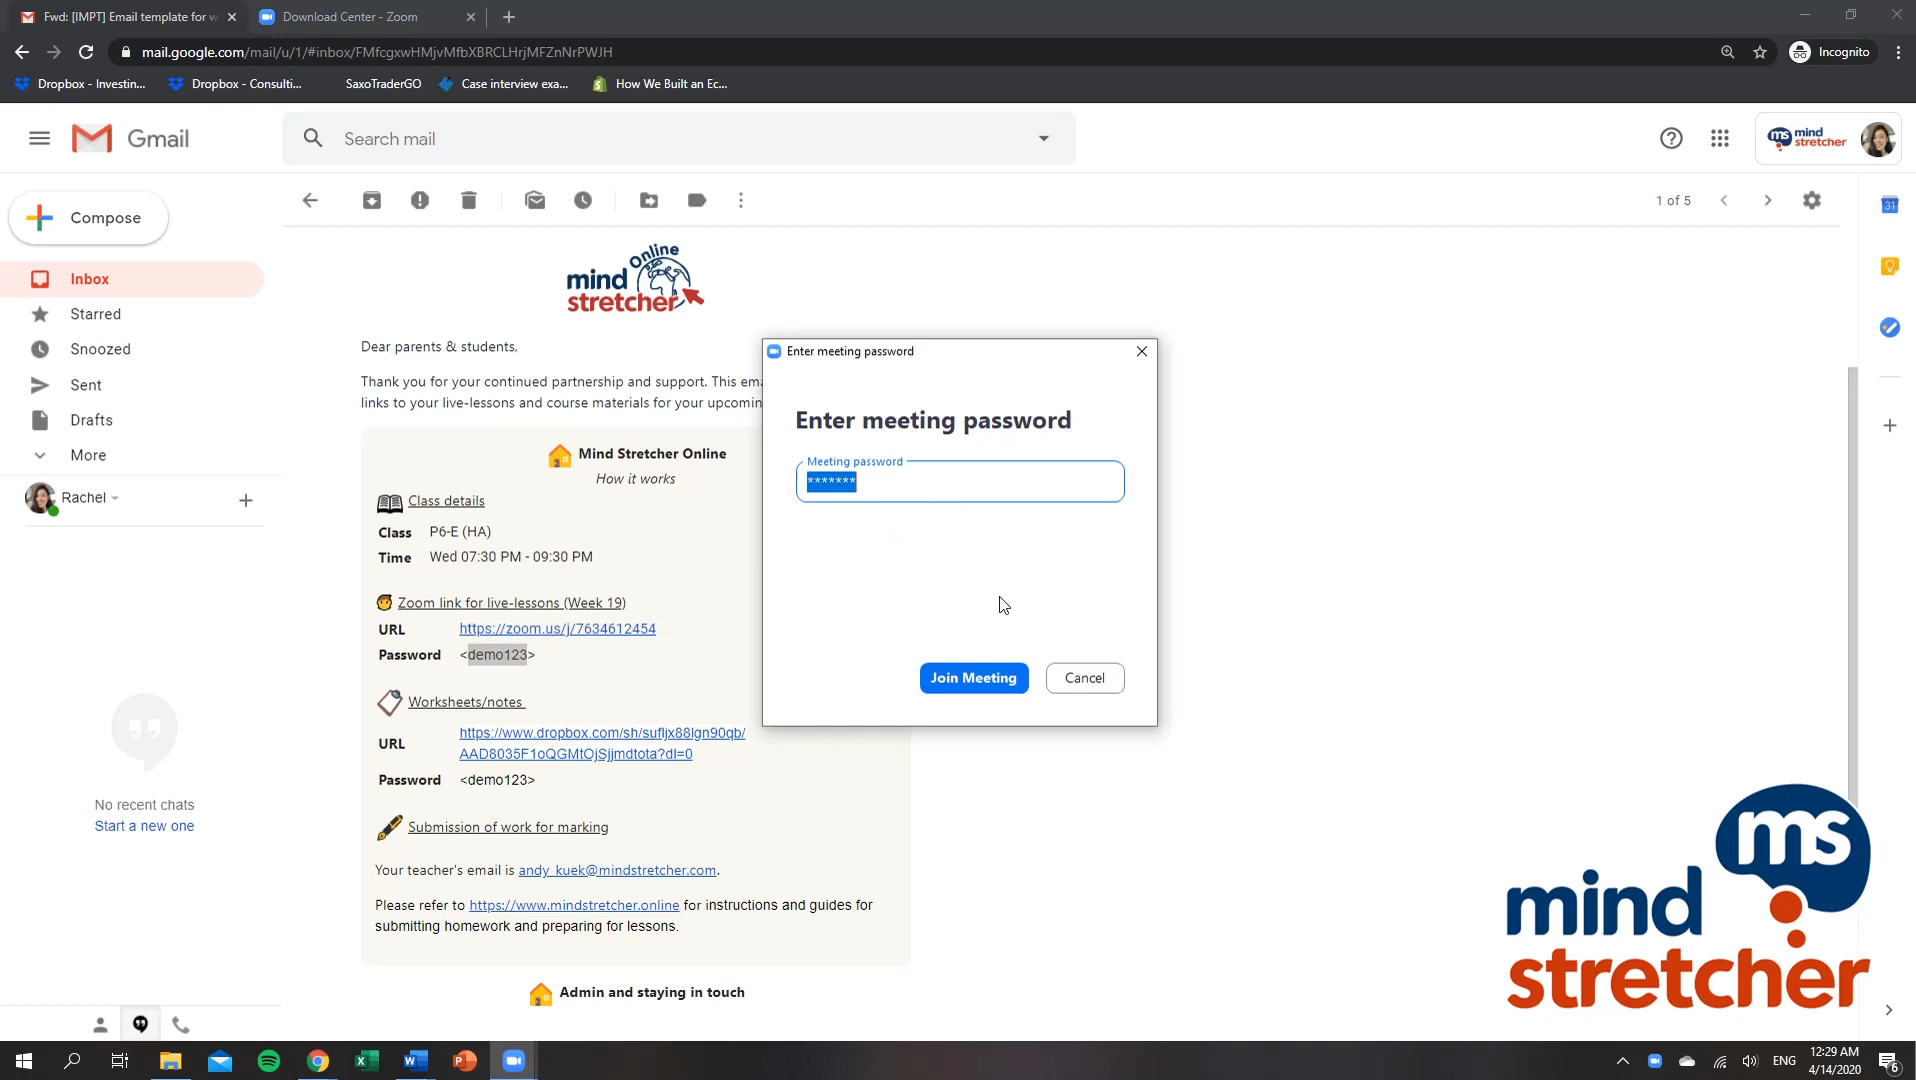 Fwd: [IMPT] Email template for w
Download Center - Zoom
mail.google.com/mail/u/1/#inbox/FMfcgxwHMjvMfbXBRCLHrjMFZnNrPWJH
Incognito
Dropbox - Investin...
Dropbox - Consulti...
SaxoTraderGO
Case interview exa...
How We Built an Ec...
Gmail
Search mail
ms mind stretcher
Compose
1 of 5
31
Inbox
Starred
Snoozed
Sent
Drafts
More
Rachel
No recent chats
Start a new one
Online
mind
stretcher
Dear parents & students,
Thank you for your continued partnership and support. This ema
links to your live-lessons and course materials for your upcomin
Mind Stretcher Online
How it works
Class details
Class P6-E (HA)
Time Wed 07:30 PM - 09:30 PM
Zoom link for live-lessons (Week 19)
URL https://zoom.us/j/7634612454
Password <demo123>
Worksheets/notes
URL https://www.dropbox.com/sh/sufljx88lgn90qb/
AAD8035F1oQGMtOjSjjmdtota?dl=0
Password <demo123>
Submission of work for marking
Your teacher's email is andy_kuek@mindstretcher.com.
Please refer to https://www.mindstretcher.online for instructions and guides for
submitting homework and preparing for lessons.
Admin and staying in touch
Enter meeting password
Enter meeting password
Meeting password
*******
Join Meeting
Cancel
ms
mind
stretcher
ENG
12:29 AM
4/14/2020
6